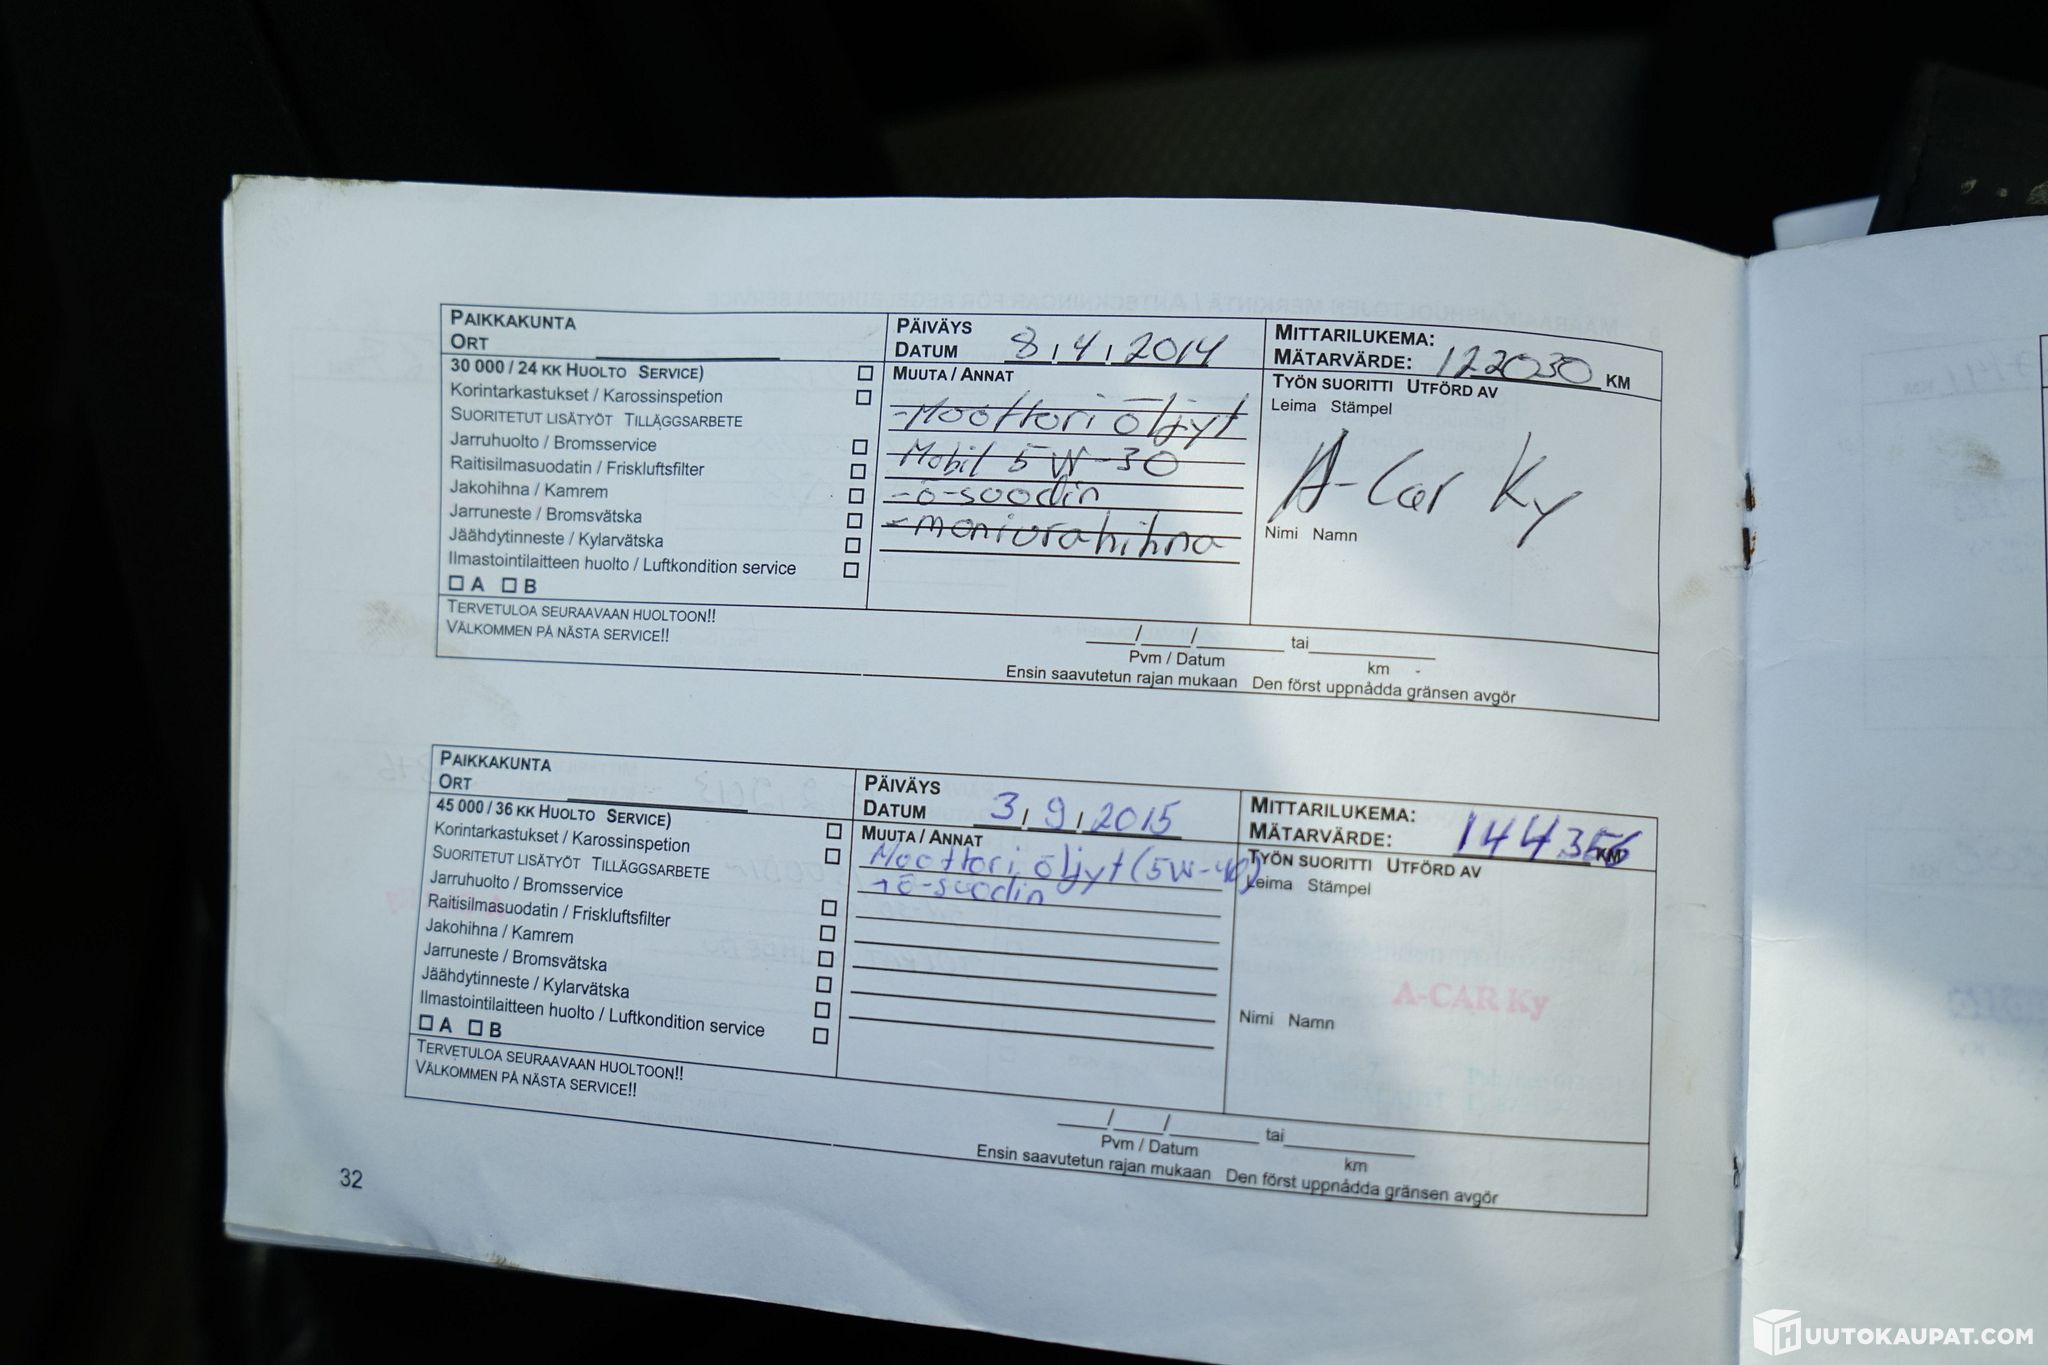 PAIKKAKUNTA
ORT
PÄIVÄYS
DATUM 8/4/2014
MITTARILUKEMA:
MÄTARVÄRDE: 122030 KM
30 000 / 24 KK HUOLTO SERVICE)
Korintarkastukset / Karossinspetion
SUORITETUT LISÄTYÖT TILLÄGGSARBETE
Jarruhuolto / Bromsservice
Raitisilmasuodatin / Friskluftsfilter
Jakohihna / Kamrem
Jarruneste / Bromsvätska
Jäähdytinneste / Kylarvätska
Ilmastointilaitteen huolto / Luftkondition service
A B
MUUTA / ANNAT
-Moottori öljyt
Mobil 5W-30
-ö-suodin
-moniurahihna
TYÖN SUORITTI UTFÖRD AV
Leima Stämpel
A-Car Ky
Nimi Namn
TERVETULOA SEURAAVAAN HUOLTOON!!
VÄLKOMMEN PÅ NÄSTA SERVICE!!
/ / tai
Pvm / Datum km
Ensin saavutetun rajan mukaan Den först uppnådda gränsen avgör
PAIKKAKUNTA
ORT
PÄIVÄYS
DATUM 3/9/2015
MITTARILUKEMA:
MÄTARVÄRDE: 144356 KM
45 000 / 36 KK HUOLTO SERVICE)
Korintarkastukset / Karossinspetion
SUORITETUT LISÄTYÖT TILLÄGGSARBETE
Jarruhuolto / Bromsservice
Raitisilmasuodatin / Friskluftsfilter
Jakohihna / Kamrem
Jarruneste / Bromsvätska
Jäähdytinneste / Kylarvätska
Ilmastointilaitteen huolto / Luftkondition service
A B
MUUTA / ANNAT
Moottori öljyt (5W-40)
+ö-suodin
TYÖN SUORITTI UTFÖRD AV
Leima Stämpel
A-CAR Ky
Nimi Namn
TERVETULOA SEURAAVAAN HUOLTOON!!
VÄLKOMMEN PÅ NÄSTA SERVICE!!
/ / tai
Pvm / Datum km
Ensin saavutetun rajan mukaan Den först uppnådda gränsen avgör
32
HUUTOKAUPAT.COM